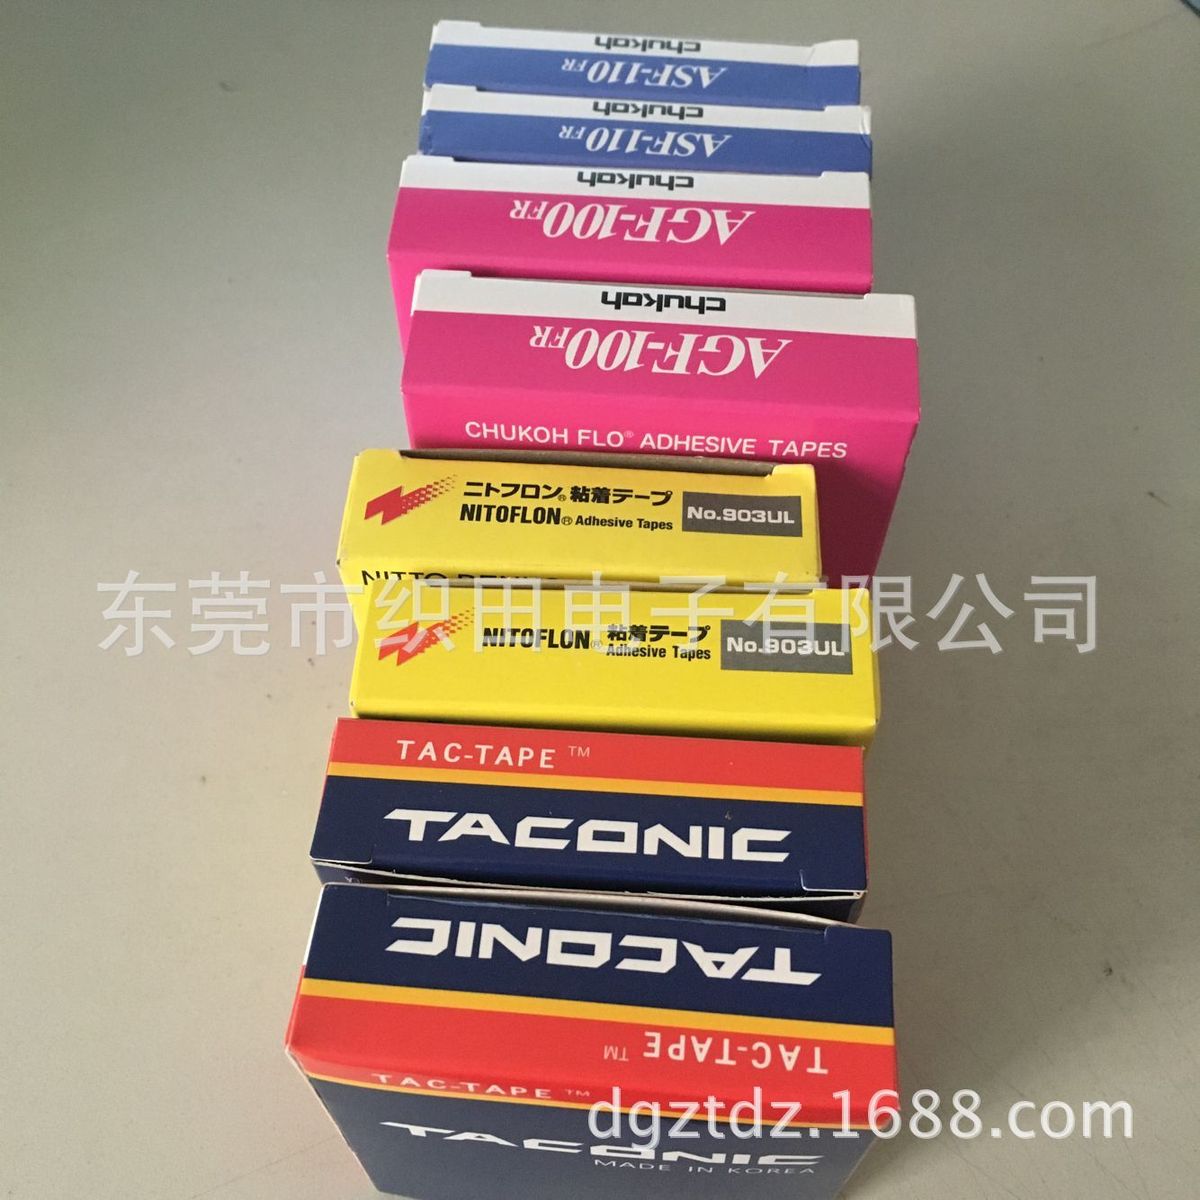 chukoh
ASF-110FR
chukoh
ASF-110FR
chukoh
AGF-100FR
chukoh
AGF-100FR
CHUKOH FLO® ADHESIVE TAPES
ニトフロン® 粘着テープ
NITOFLON® Adhesive Tapes
No.903UL
东莞市织田电子有限公司
NITOFLON® 粘着テープ
Adhesive Tapes
No.903UL
TAC-TAPE™
TACONIC
TACONIC
TAC-TAPE™
TAC-TAPE™
dgztdz.1688.com
TACONIC
MADE IN KOREA